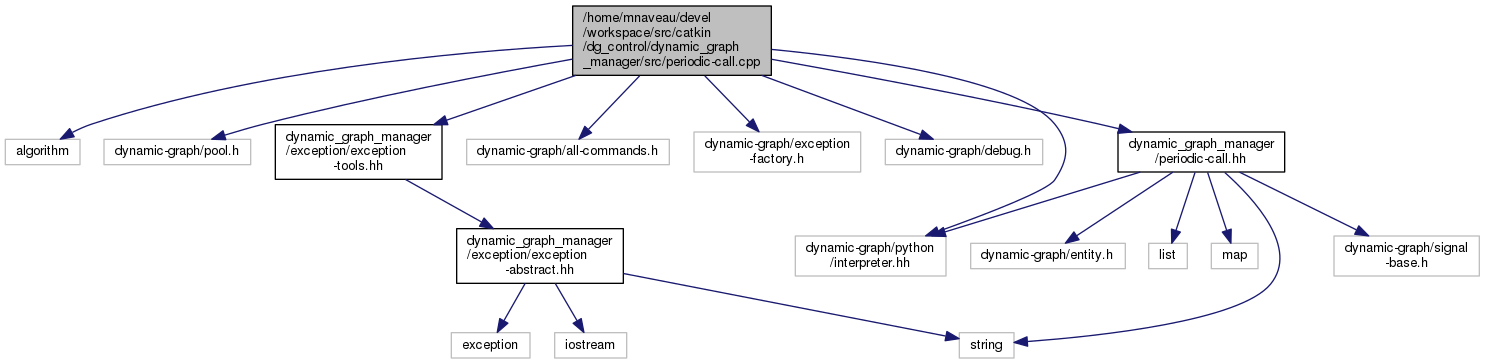 /home/mnaveau/devel
/workspace/src/catkin
/dg_control/dynamic_graph
_manager/src/periodic-call.cpp
algorithm
dynamic-graph/pool.h
dynamic_graph_manager
/exception/exception
-tools.hh
dynamic-graph/all-commands.h
dynamic-graph/exception
-factory.h
dynamic-graph/debug.h
dynamic_graph_manager
/periodic-call.hh
dynamic_graph_manager
/exception/exception
-abstract.hh
dynamic-graph/python
/interpreter.hh
dynamic-graph/entity.h
list
map
dynamic-graph/signal
-base.h
exception
iostream
string